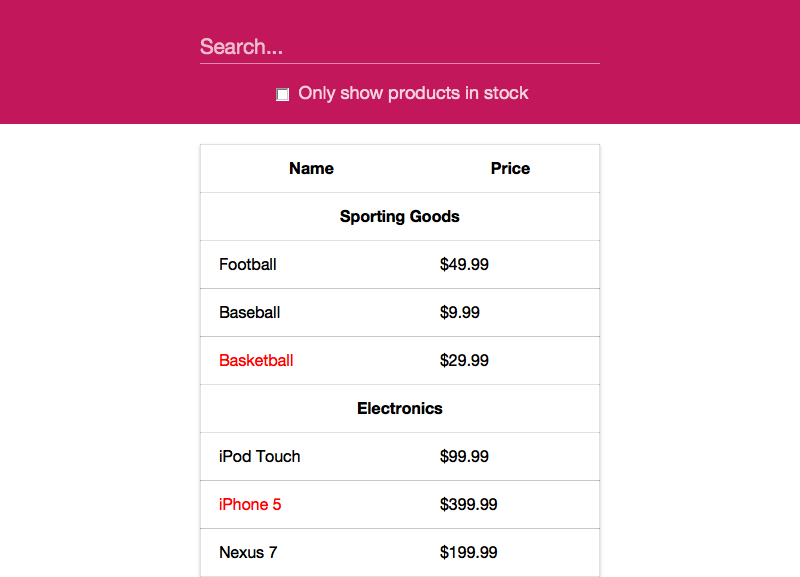 Search...
Only show products in stock
Name Price
Sporting Goods
Football $49.99
Baseball $9.99
Basketball $29.99
Electronics
iPod Touch $99.99
iPhone 5 $399.99
Nexus 7 $199.99